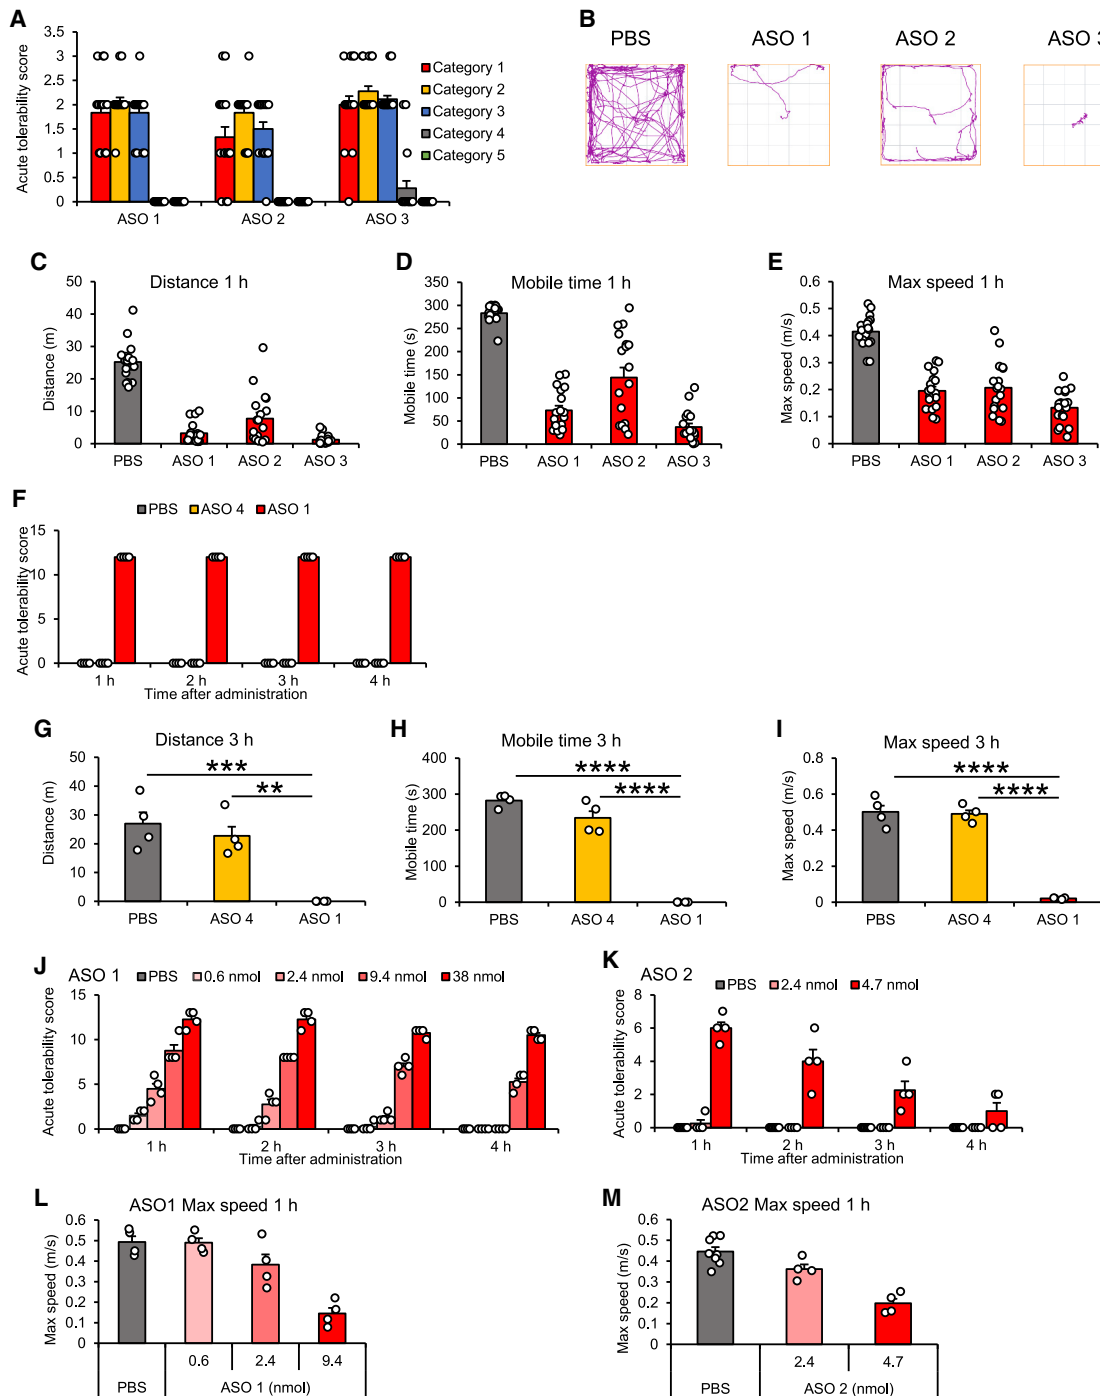 A
Acute tolerability score
3.5
3
2.5
2
1.5
1
0.5
0
ASO 1
ASO 2
ASO 3
Category 1
Category 2
Category 3
Category 4
Category 5
B
PBS
ASO 1
ASO 2
ASO 3
C
Distance 1 h
Distance (m)
50
40
30
20
10
0
PBS
ASO 1
ASO 2
ASO 3
D
Mobile time 1 h
Mobile time (s)
350
300
250
200
150
100
50
0
PBS
ASO 1
ASO 2
ASO 3
E
Max speed 1 h
Max speed (m/s)
0.6
0.5
0.4
0.3
0.2
0.1
0
PBS
ASO 1
ASO 2
ASO 3
F
PBS
ASO 4
ASO 1
Acute tolerability score
15
10
5
0
1 h
2 h
3 h
4 h
Time after administration
G
Distance 3 h
Distance (m)
50
40
30
20
10
0
***
**
PBS
ASO 4
ASO 1
H
Mobile time 3 h
Mobile time (s)
400
300
200
100
0
****
****
PBS
ASO 4
ASO 1
I
Max speed 3 h
Max speed (m/s)
0.8
0.6
0.4
0.2
0
****
****
PBS
ASO 4
ASO 1
J
ASO 1
PBS
0.6 nmol
2.4 nmol
9.4 nmol
38 nmol
Acute tolerability score
15
10
5
0
1 h
2 h
3 h
4 h
Time after administration
K
ASO 2
PBS
2.4 nmol
4.7 nmol
Acute tolerability score
8
6
4
2
0
1 h
2 h
3 h
4 h
Time after administration
L
ASO1 Max speed 1 h
Max speed (m/s)
0.6
0.5
0.4
0.3
0.2
0.1
0
0.6
2.4
9.4
PBS
ASO 1 (nmol)
M
ASO2 Max speed 1 h
Max speed (m/s)
0.6
0.5
0.4
0.3
0.2
0.1
0
2.4
4.7
PBS
ASO 2 (nmol)